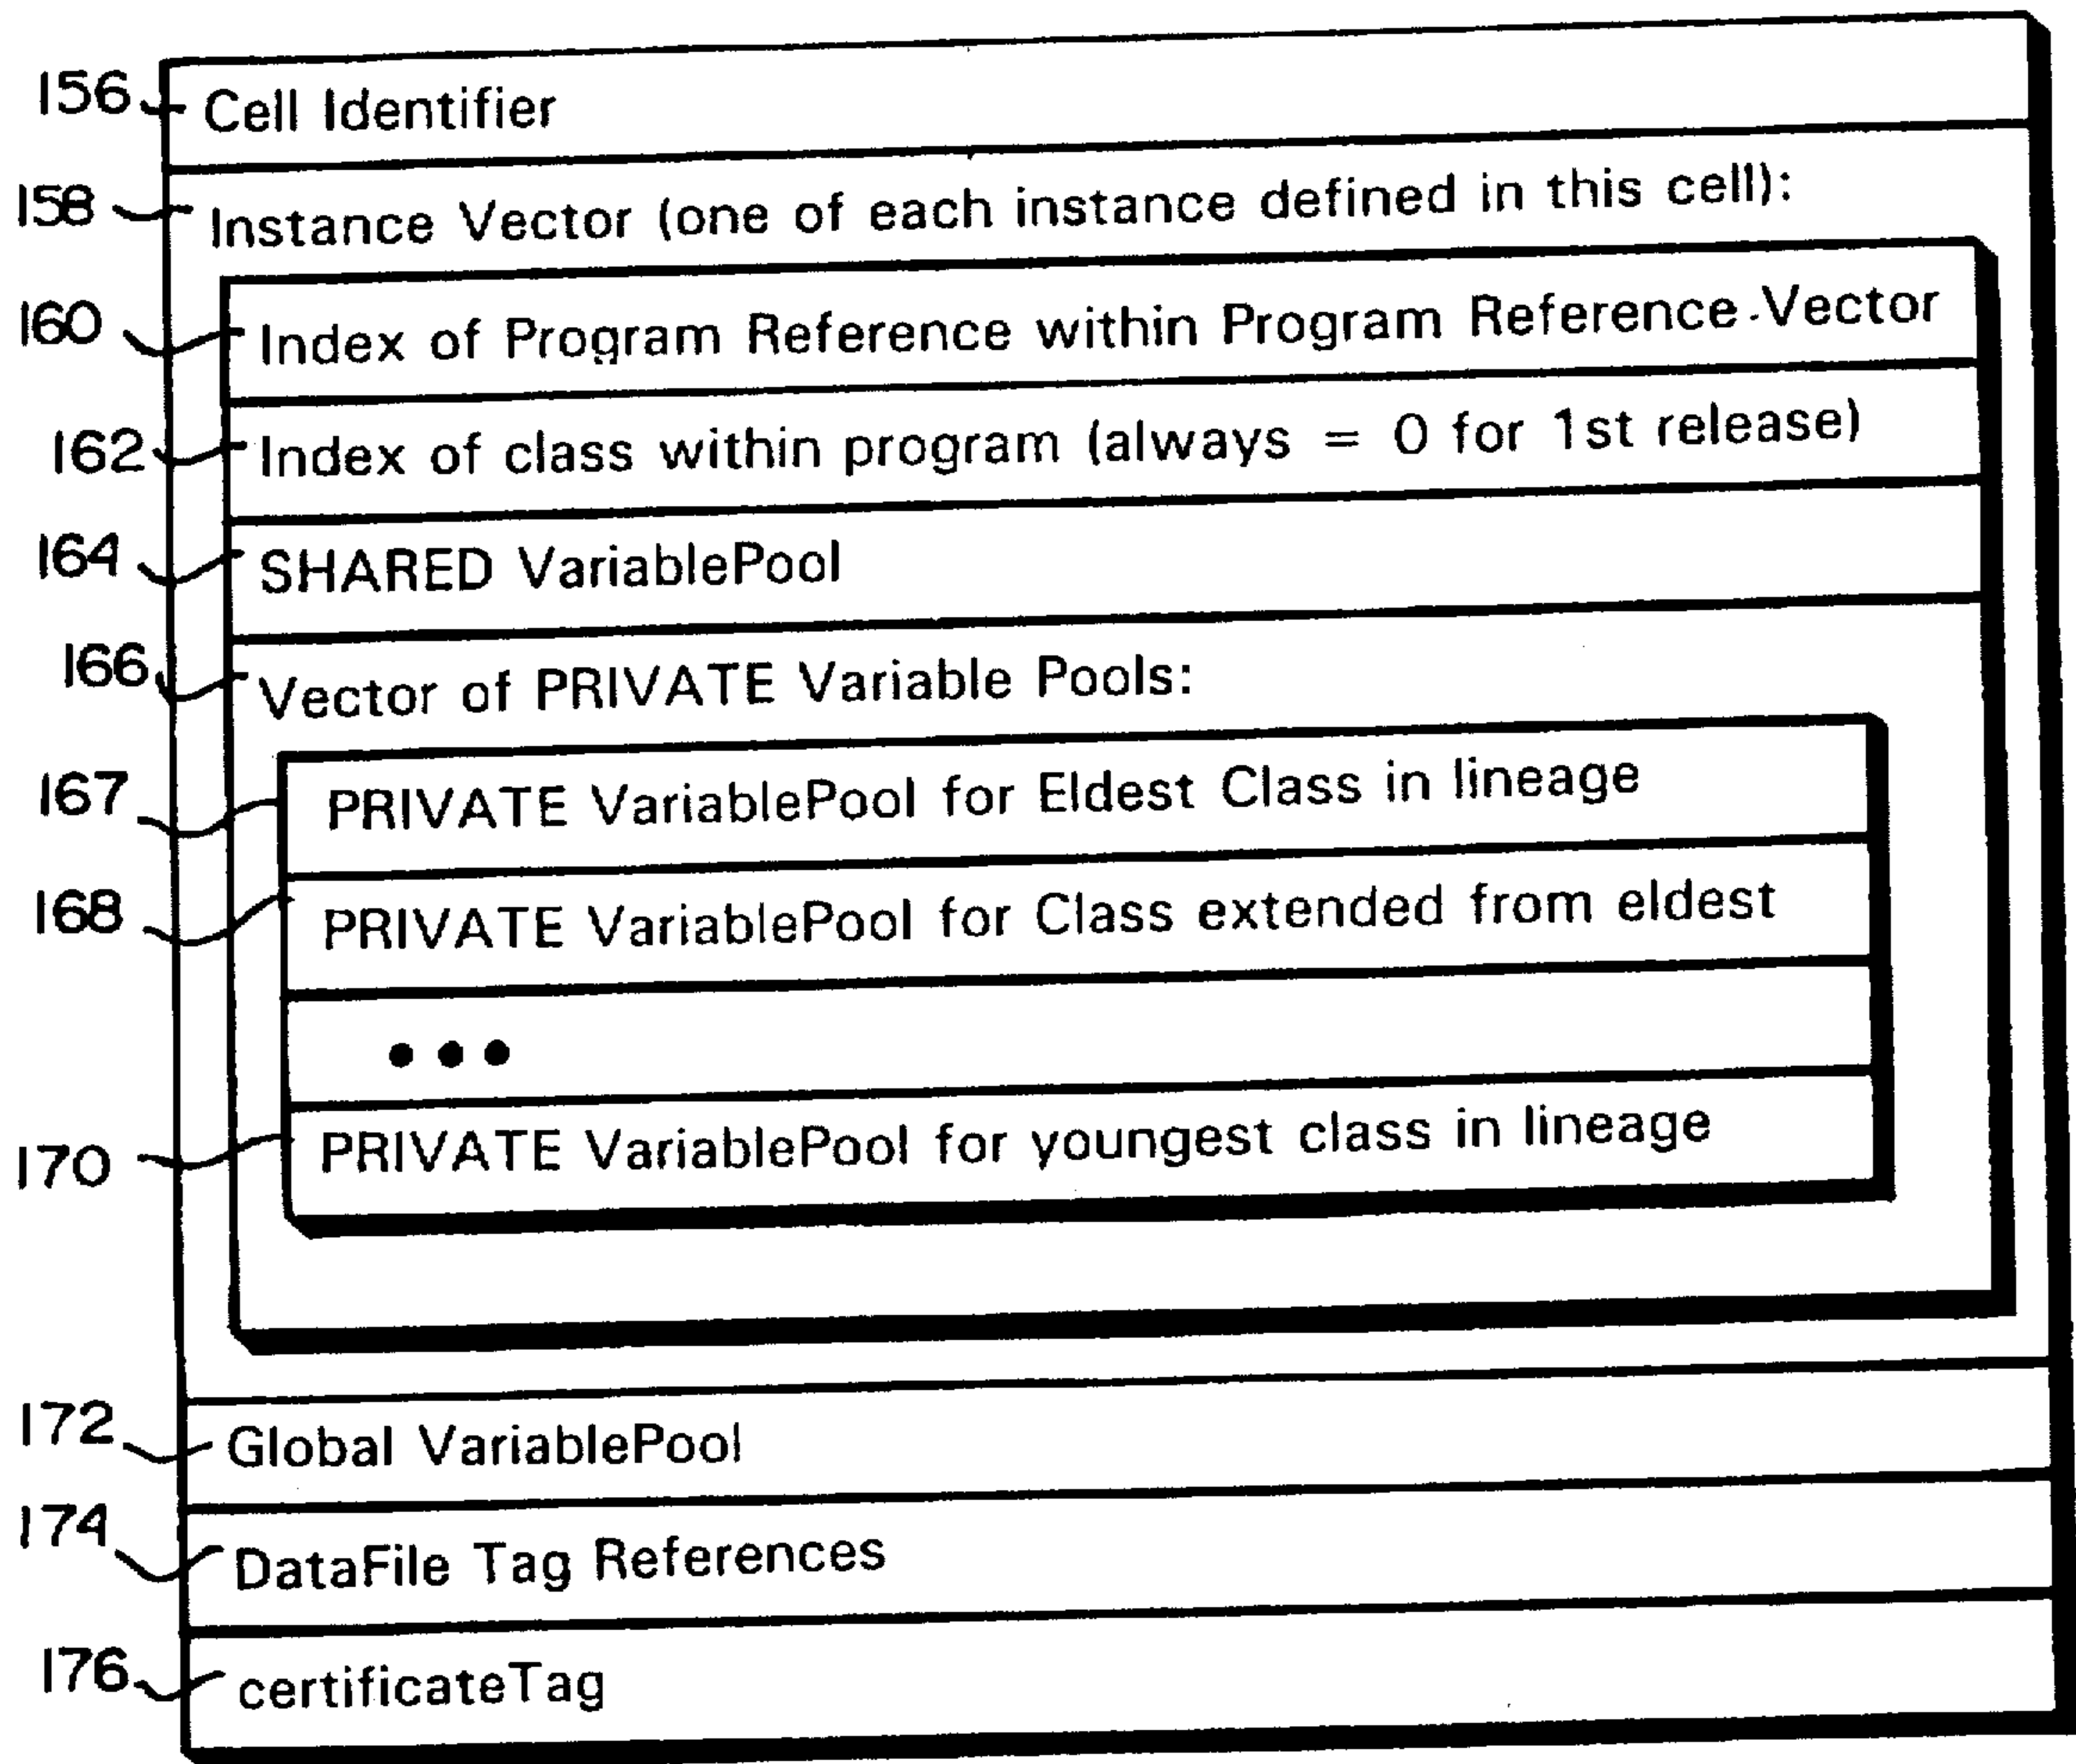 156 Cell Identifier
158 Instance Vector (one of each instance defined in this cell):
160 Index of Program Reference within Program Reference Vector
162 Index of class within program (always = 0 for 1st release)
164 SHARED VariablePool
166 Vector of PRIVATE Variable Pools:
167 PRIVATE VariablePool for Eldest Class in lineage
168 PRIVATE VariablePool for Class extended from eldest
•••
170 PRIVATE VariablePool for youngest class in lineage
172 Global VariablePool
174 DataFile Tag References
176 certificateTag